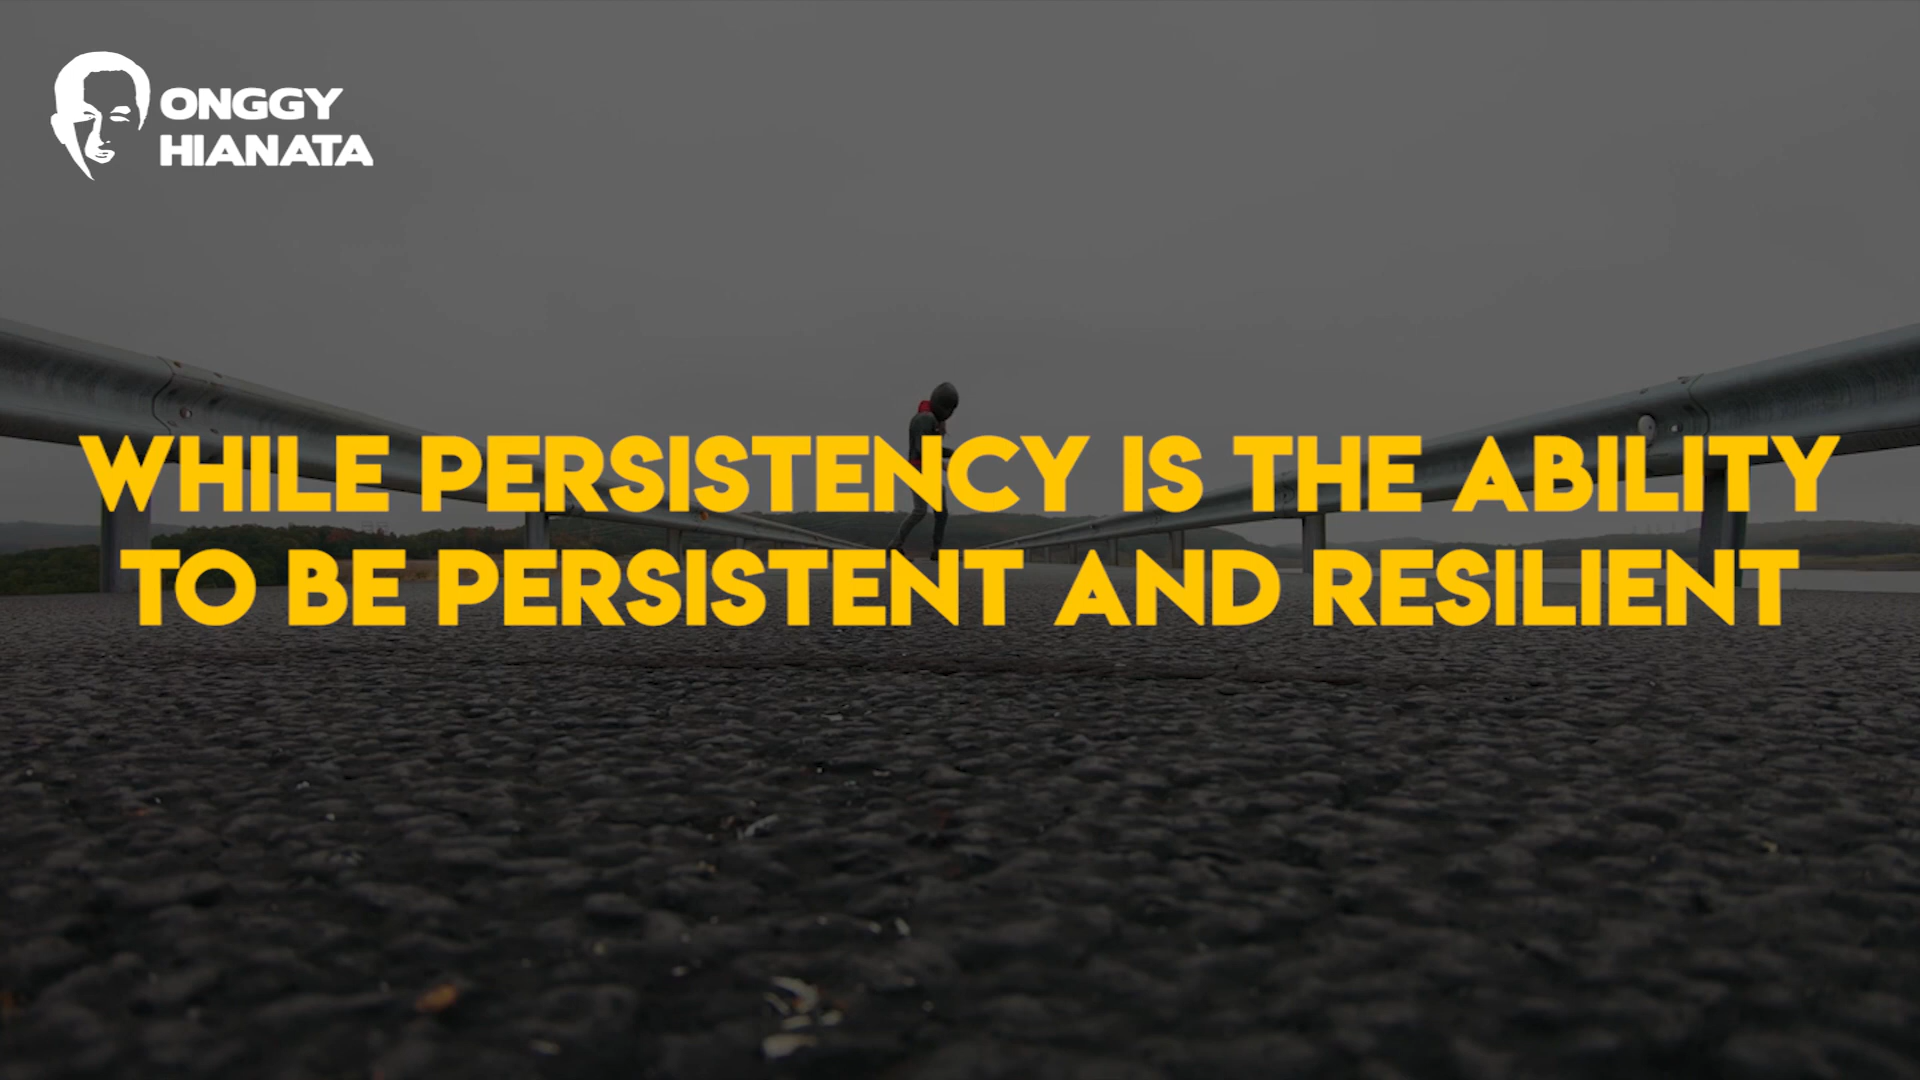 ONGGY
HIANATA
WHILE PERSISTENCY IS THE ABILITY
TO BE PERSISTENT AND RESILIENT